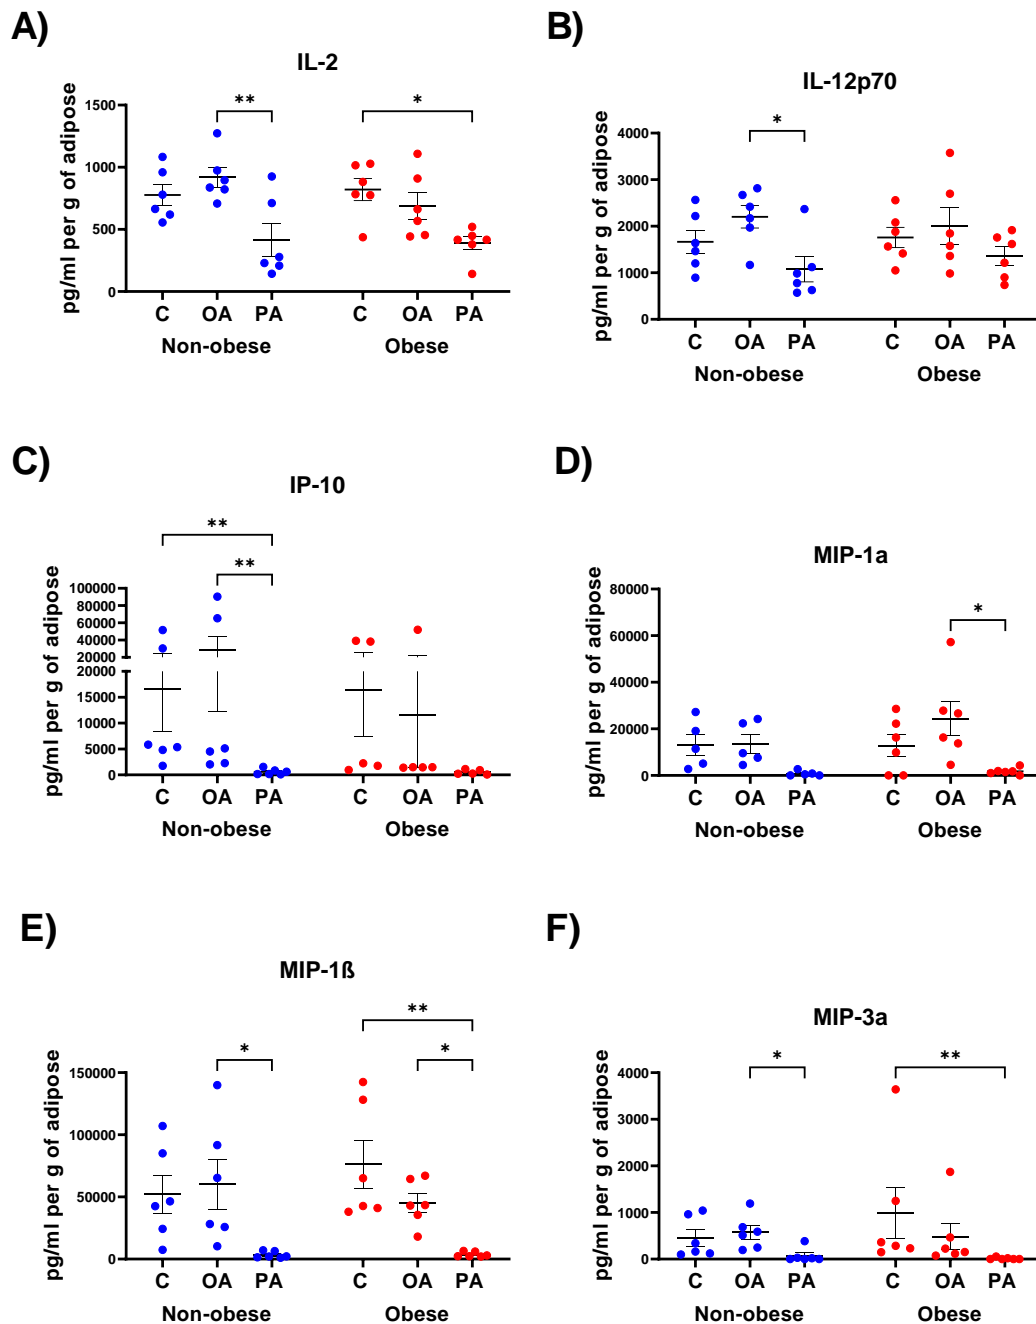 A)
IL-2
pg/ml per g of adipose
1500
1000
500
0
**
*
C OA PA C OA PA
Non-obese Obese
B)
IL-12p70
pg/ml per g of adipose
4000
3000
2000
1000
0
*
C OA PA C OA PA
Non-obese Obese
C)
IP-10
pg/ml per g of adipose
**
**
100000
80000
60000
40000
20000
20000
15000
10000
5000
0
C OA PA C OA PA
Non-obese Obese
D)
MIP-1a
pg/ml per g of adipose
80000
60000
40000
20000
0
*
C OA PA C OA PA
Non-obese Obese
E)
MIP-1ß
pg/ml per g of adipose
**
*
*
150000
100000
50000
0
C OA PA C OA PA
Non-obese Obese
F)
MIP-3a
pg/ml per g of adipose
*
**
4000
3000
2000
1000
0
C OA PA C OA PA
Non-obese Obese